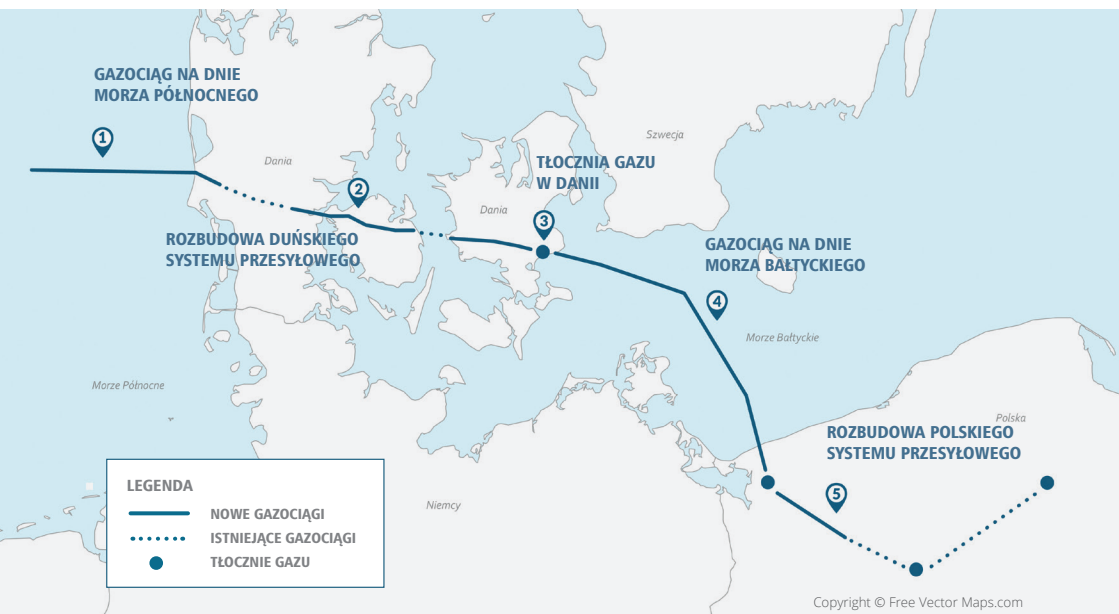 GAZOCIĄG NA DNIE
MORZA PÓŁNOCNEGO
1
Dania
ROZBUDOWA DUŃSKIEGO
SYSTEMU PRZESYŁOWEGO
2
Szwecja
TŁOCZNIA GAZU
W DANII
Dania
3
GAZOCIĄG NA DNIE
MORZA BAŁTYCKIEGO
4
Morze Bałtyckie
Morze Północne
Polska
ROZBUDOWA POLSKIEGO
SYSTEMU PRZESYŁOWEGO
5
Niemcy
LEGENDA
NOWE GAZOCIĄGI
ISTNIEJĄCE GAZOCIĄGI
TŁOCZNIE GAZU
Copyright © Free Vector Maps.com